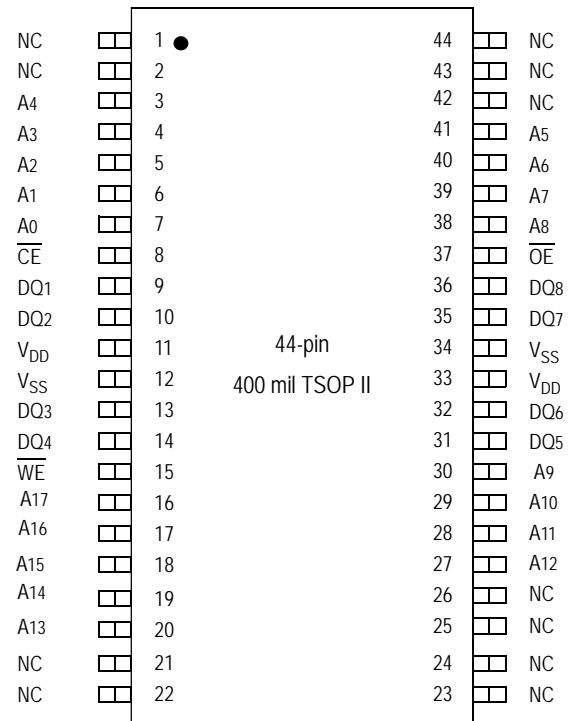 NC 1 44 NC
NC 2 43 NC
A4 3 42 NC
A3 4 41 A5
A2 5 40 A6
A1 6 39 A7
A0 7 38 A8
C̅E̅ 8 37 O̅E̅
DQ1 9 36 DQ8
DQ2 10 35 DQ7
VDD 11 44-pin 34 VSS
VSS 12 400 mil TSOP II 33 VDD
DQ3 13 32 DQ6
DQ4 14 31 DQ5
W̅E̅ 15 30 A9
A17 16 29 A10
A16 17 28 A11
A15 18 27 A12
A14 19 26 NC
A13 20 25 NC
NC 21 24 NC
NC 22 23 NC